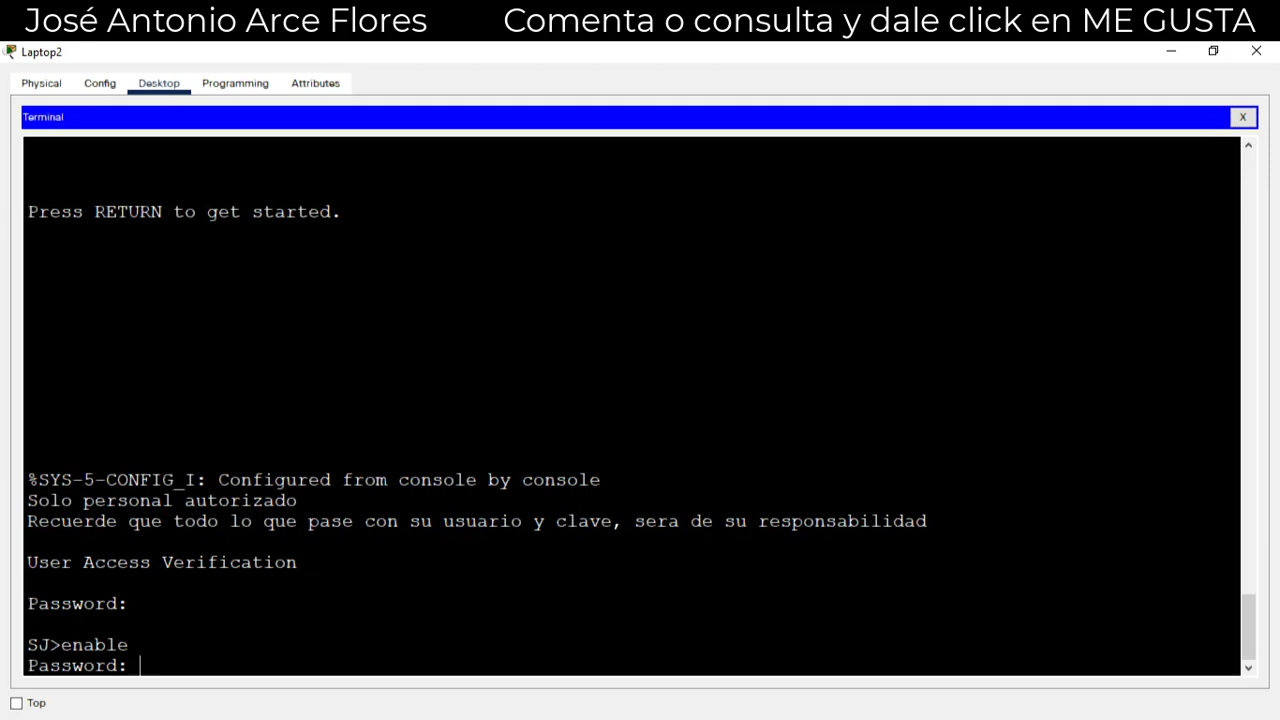 José Antonio Arce Flores Comenta o consulta y dale click en ME GUSTA
Laptop2
Physical Config Desktop Programming Attributes
Terminal X
Press RETURN to get started.
%SYS-5-CONFIG_I: Configured from console by console
Solo personal autorizado
Recuerde que todo lo que pase con su usuario y clave, sera de su responsabilidad
User Access Verification
Password:
SJ>enable
Password:
Top